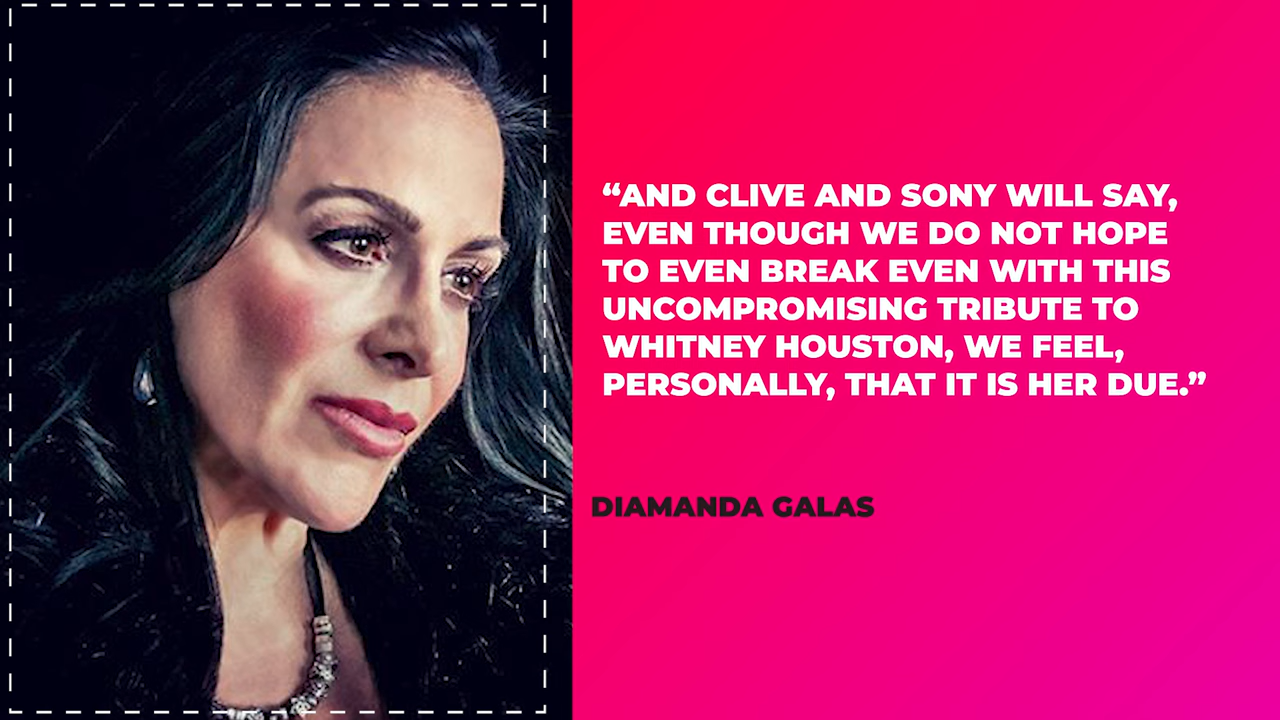 “AND CLIVE AND SONY WILL SAY,
EVEN THOUGH WE DO NOT HOPE
TO EVEN BREAK EVEN WITH THIS
UNCOMPROMISING TRIBUTE TO
WHITNEY HOUSTON, WE FEEL,
PERSONALLY, THAT IT IS HER DUE.”
DIAMANDA GALAS